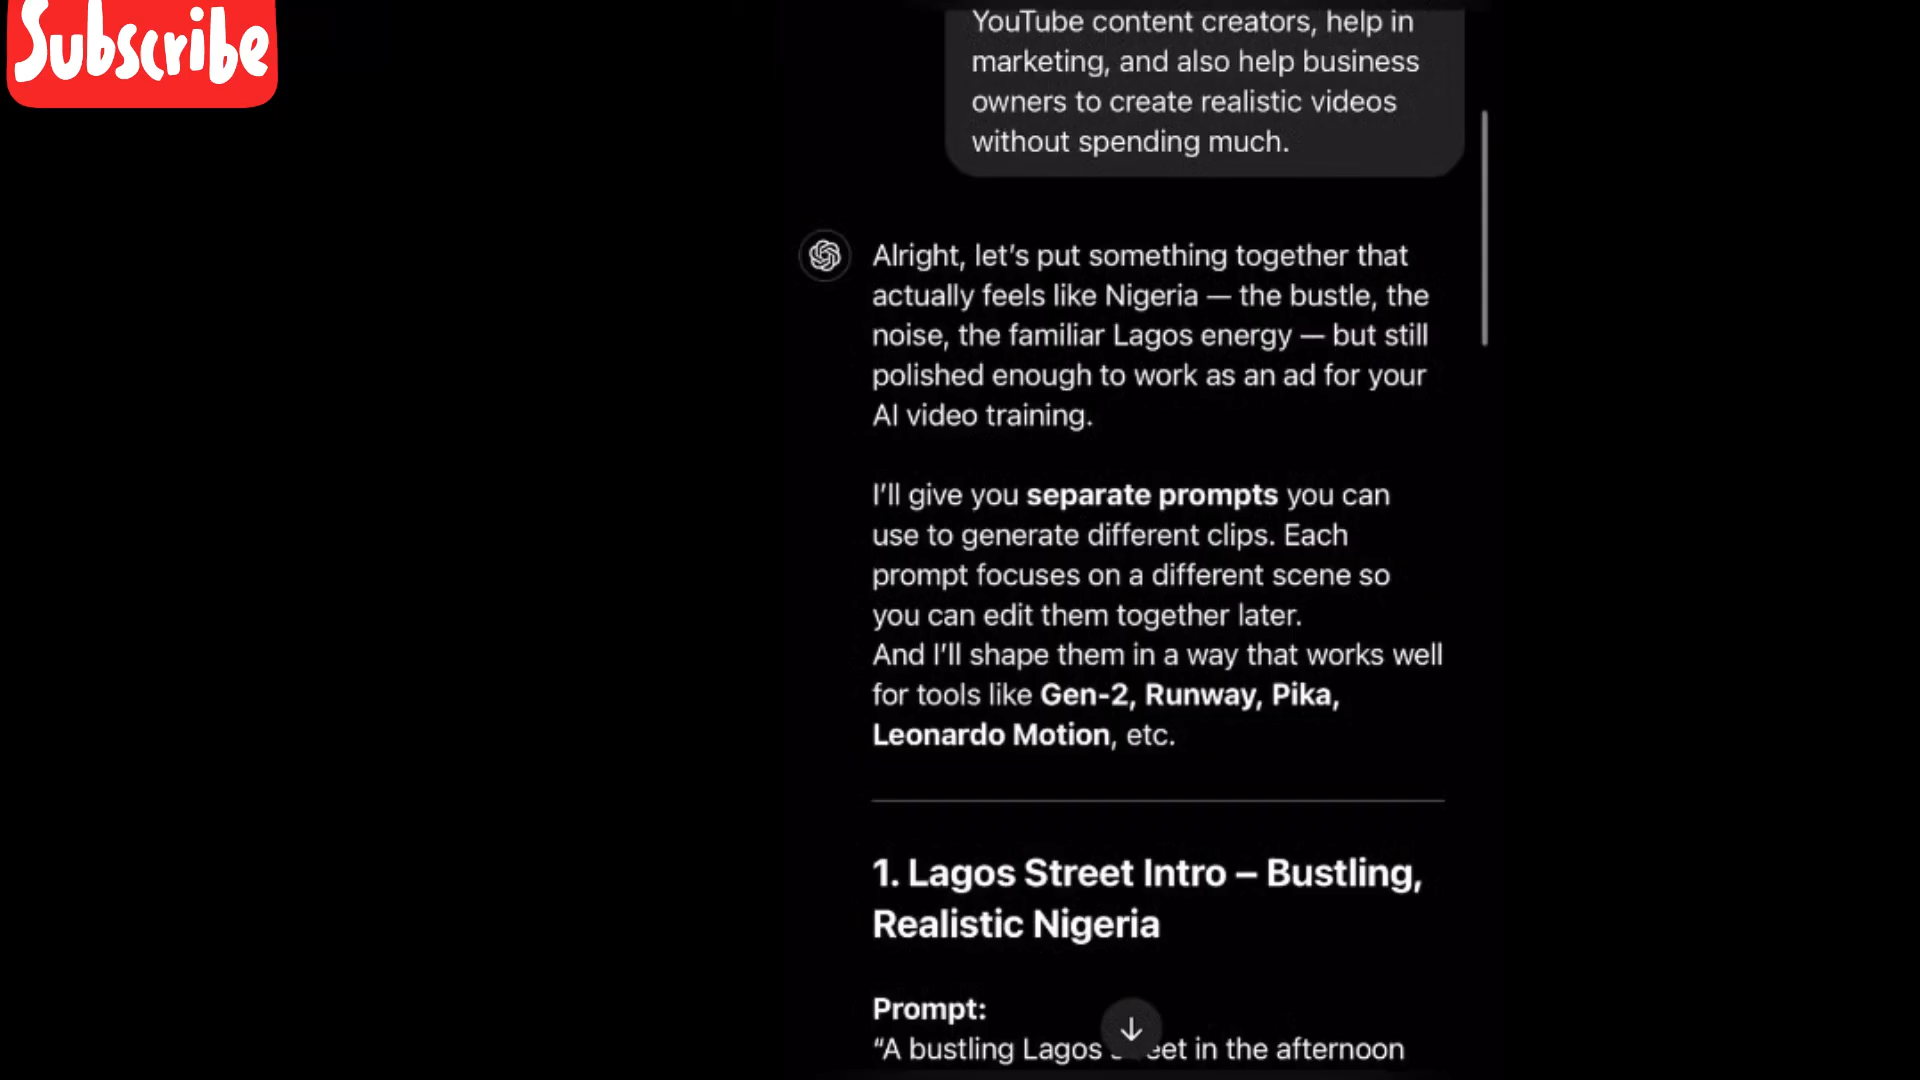 Subscribe
YouTube content creators, help in
marketing, and also help business
owners to create realistic videos
without spending much.
Alright, let’s put something together that
actually feels like Nigeria — the bustle, the
noise, the familiar Lagos energy — but still
polished enough to work as an ad for your
AI video training.
I’ll give you separate prompts you can
use to generate different clips. Each
prompt focuses on a different scene so
you can edit them together later.
And I’ll shape them in a way that works well
for tools like Gen-2, Runway, Pika,
Leonardo Motion, etc.
1. Lagos Street Intro – Bustling,
Realistic Nigeria
Prompt:
“A bustling Lagos in the afternoon